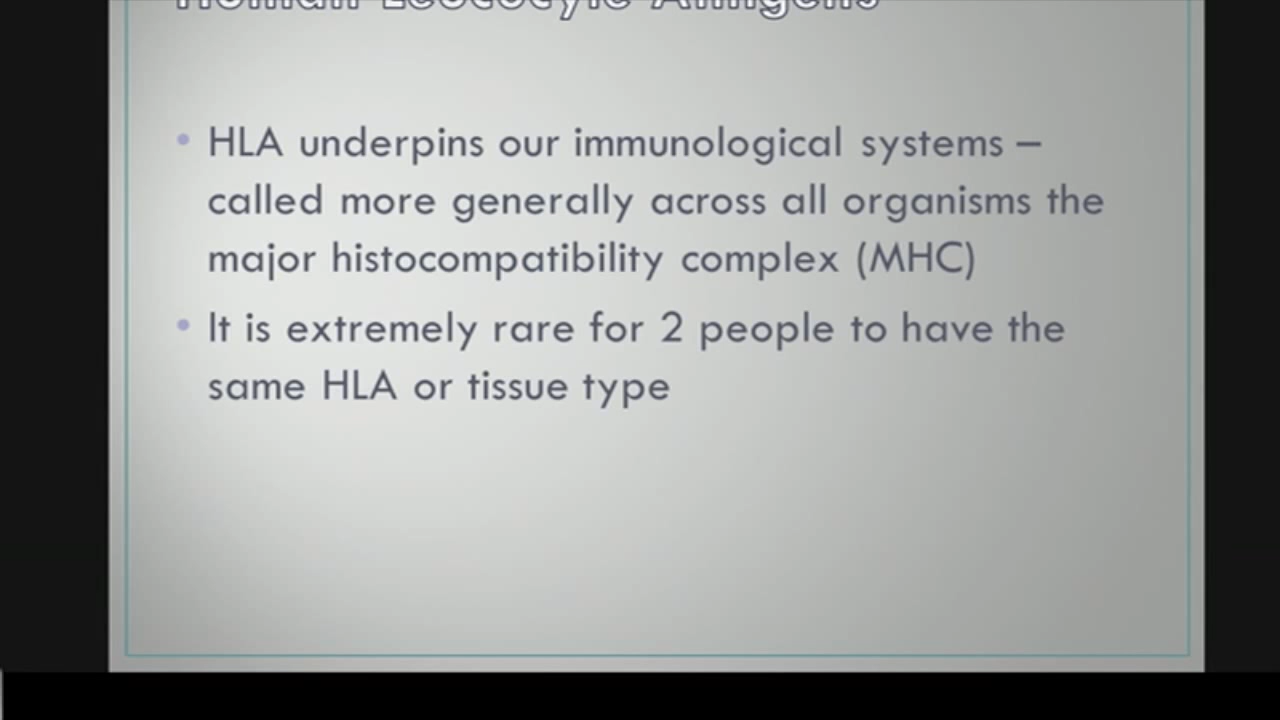 Human Leucocyte Antigens
• HLA underpins our immunological systems –
called more generally across all organisms the
major histocompatibility complex (MHC)
• It is extremely rare for 2 people to have the
same HLA or tissue type